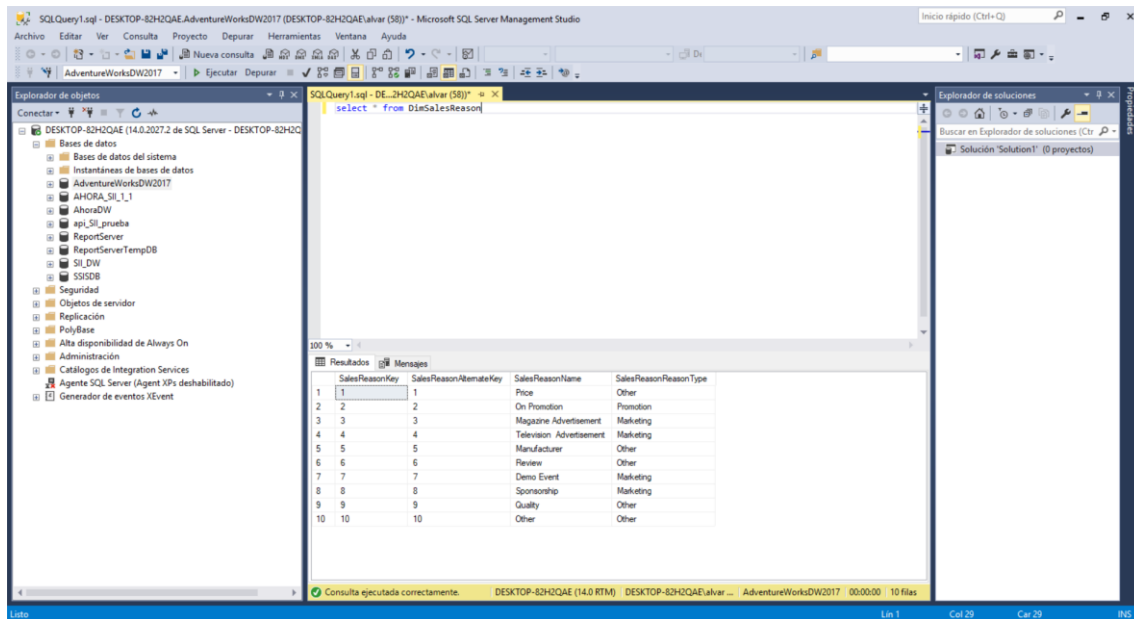 SQLQuery1.sql - DESKTOP-82H2QAE.AdventureWorksDW2017 (DESKTOP-82H2QAE\alvar (58))* - Microsoft SQL Server Management Studio
Inicio rápido (Ctrl+Q)
Archivo Editar Ver Consulta Proyecto Depurar Herramientas Ventana Ayuda
Nueva consulta
AdventureWorksDW2017 Ejecutar Depurar
Explorador de objetos
Conectar
DESKTOP-82H2QAE (14.0.2027.2 de SQL Server - DESKTOP-82H2Q
Bases de datos
Bases de datos del sistema
Instantáneas de bases de datos
AdventureWorksDW2017
AHORA_SII_1_1
AhoraDW
api_SII_prueba
ReportServer
ReportServerTempDB
SII_DW
SSISDB
Seguridad
Objetos de servidor
Replicación
PolyBase
Alta disponibilidad de Always On
Administración
Catálogos de Integration Services
Agente SQL Server (Agent XPs deshabilitado)
Generador de eventos XEvent
SQLQuery1.sql - DE...2H2QAE\alvar (58))*
select * from DimSalesReason
100 %
Resultados Mensajes
SalesReasonKey SalesReasonAlternateKey SalesReasonName SalesReasonReasonType
1 1 1 Price Other
2 2 2 On Promotion Promotion
3 3 3 Magazine Advertisement Marketing
4 4 4 Television Advertisement Marketing
5 5 5 Manufacturer Other
6 6 6 Review Other
7 7 7 Demo Event Marketing
8 8 8 Sponsorship Marketing
9 9 9 Quality Other
10 10 10 Other Other
Consulta ejecutada correctamente. DESKTOP-82H2QAE (14.0 RTM) DESKTOP-82H2QAE\alvar ... AdventureWorksDW2017 00:00:00 10 filas
Explorador de soluciones
Buscar en Explorador de soluciones (Ctr
Solución 'Solution1' (0 proyectos)
Propiedades
Listo Lín 1 Col 29 Car 29 INS